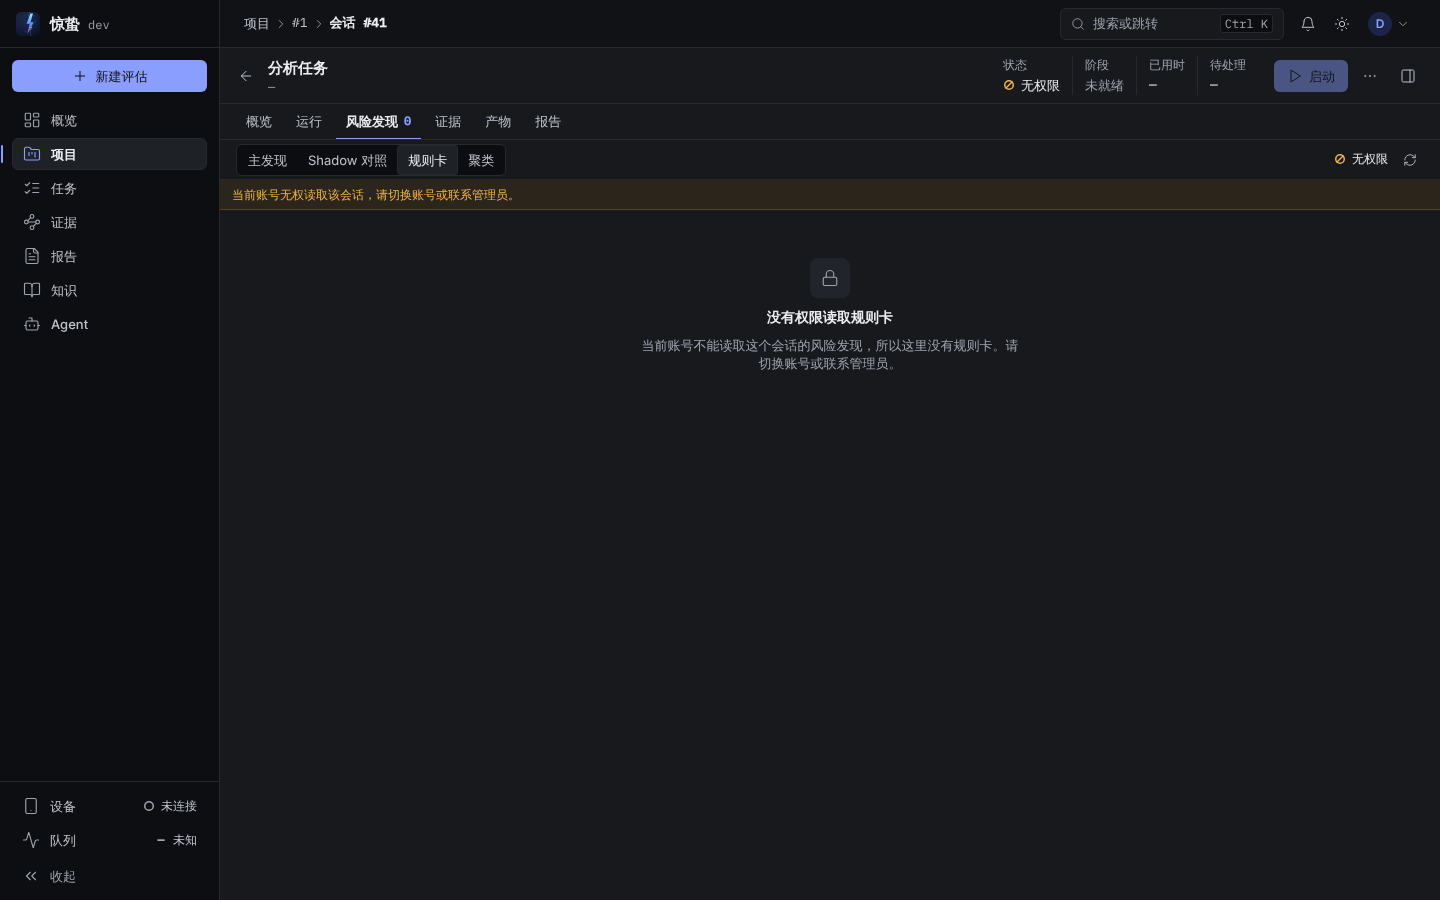 惊蛰 dev
项目 > #1 > 会话 #41
搜索或跳转 Ctrl K
D
新建评估
概览
项目
任务
证据
报告
知识
Agent
设备 未连接
队列 — 未知
收起
分析任务
—
状态
无权限
阶段
未就绪
已用时
—
待处理
—
启动
概览 运行 风险发现 0 证据 产物 报告
主发现 Shadow 对照 规则卡 聚类
无权限
当前账号无权读取该会话，请切换账号或联系管理员。
没有权限读取规则卡
当前账号不能读取这个会话的风险发现，所以这里没有规则卡。请
切换账号或联系管理员。